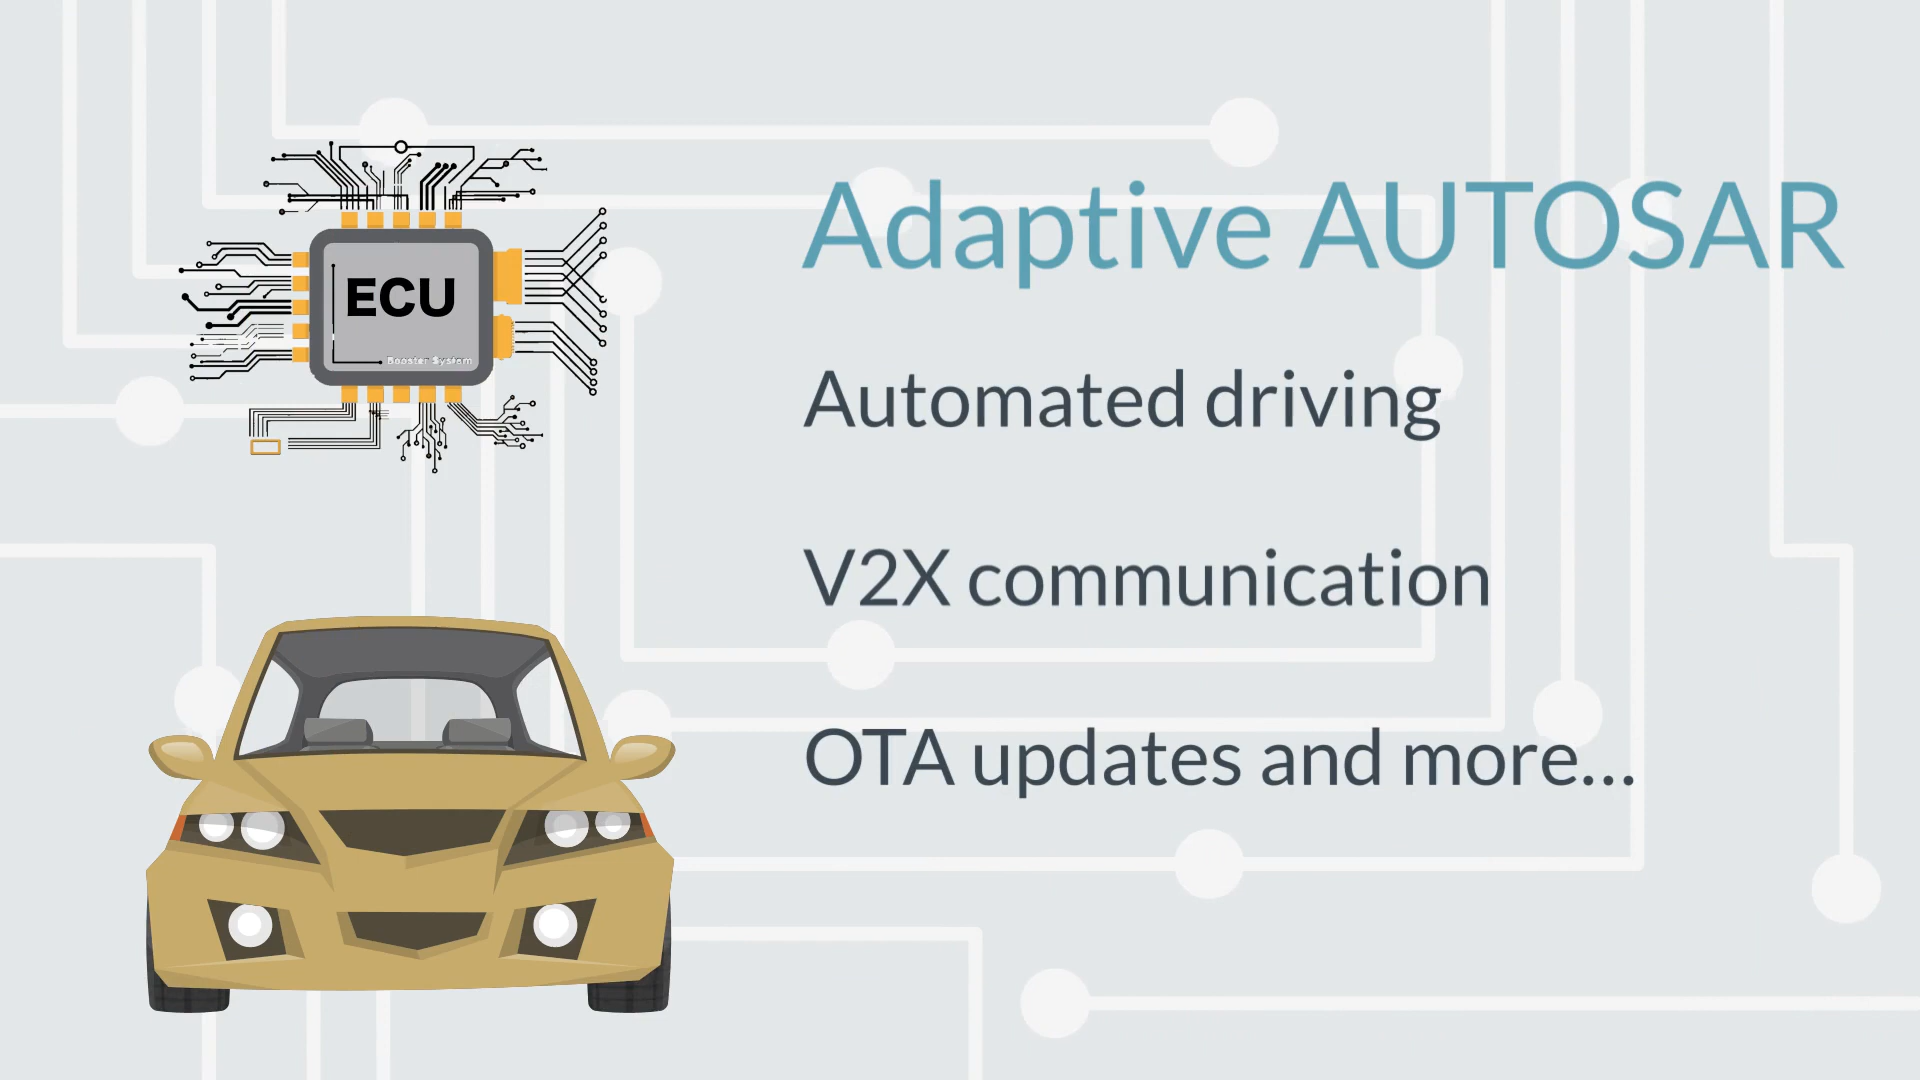 Adaptive AUTOSAR
ECU
Booster System
Automated driving
V2X communication
OTA updates and more...